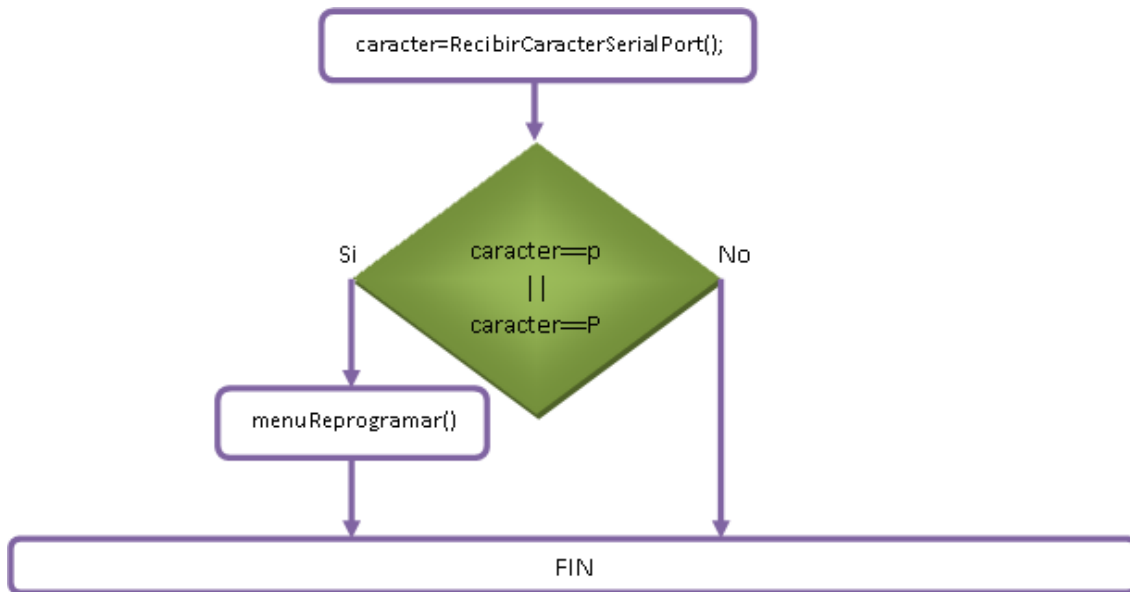 caracter=RecibirCaracterSerialPort();
Si
caracter==p
||
caracter==P
No
menuReprogramar()
FIN